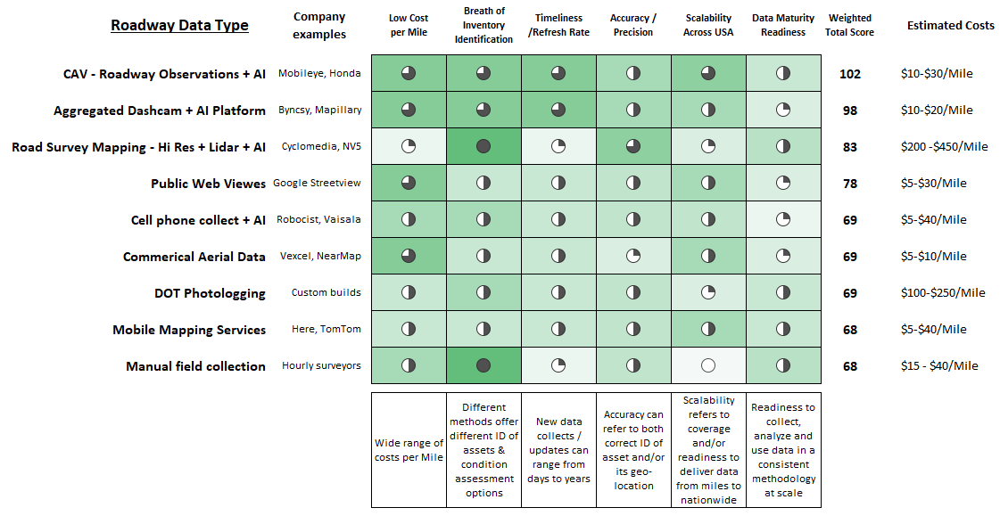 Roadway Data Type
Company
examples
Low Cost
per Mile
Breath of
Inventory
Identification
Timeliness
/Refresh Rate
Accuracy /
Precision
Scalability
Across USA
Data Maturity
Readiness
Weighted
Total Score
Estimated Costs
CAV - Roadway Observations + AI Mobileye, Honda 102 $10-$30/Mile
Aggregated Dashcam + AI Platform Byncsy, Mapillary 98 $10-$20/Mile
Road Survey Mapping - Hi Res + Lidar + AI Cyclomedia, NV5 83 $200 -$450/Mile
Public Web Viewes Google Streetview 78 $5-$30/Mile
Cell phone collect + AI Robocist, Vaisala 69 $5-$40/Mile
Commerical Aerial Data Vexcel, NearMap 69 $5-$10/Mile
DOT Photologging Custom builds 69 $100-$250/Mile
Mobile Mapping Services Here, TomTom 68 $5-$40/Mile
Manual field collection Hourly surveyors 68 $15 - $40/Mile
Wide range of
costs per Mile
Different
methods offer
different ID of
assets &
condition
assessment
options
New data
collects /
updates can
range from
days to years
Accuracy can
refer to both
correct ID of
asset and/or
its geo-
location
Scalability
refers to
coverage
and/or
readiness to
deliver data
from miles to
nationwide
Readiness to
collect,
analyze and
use data in a
consistent
methodology
at scale